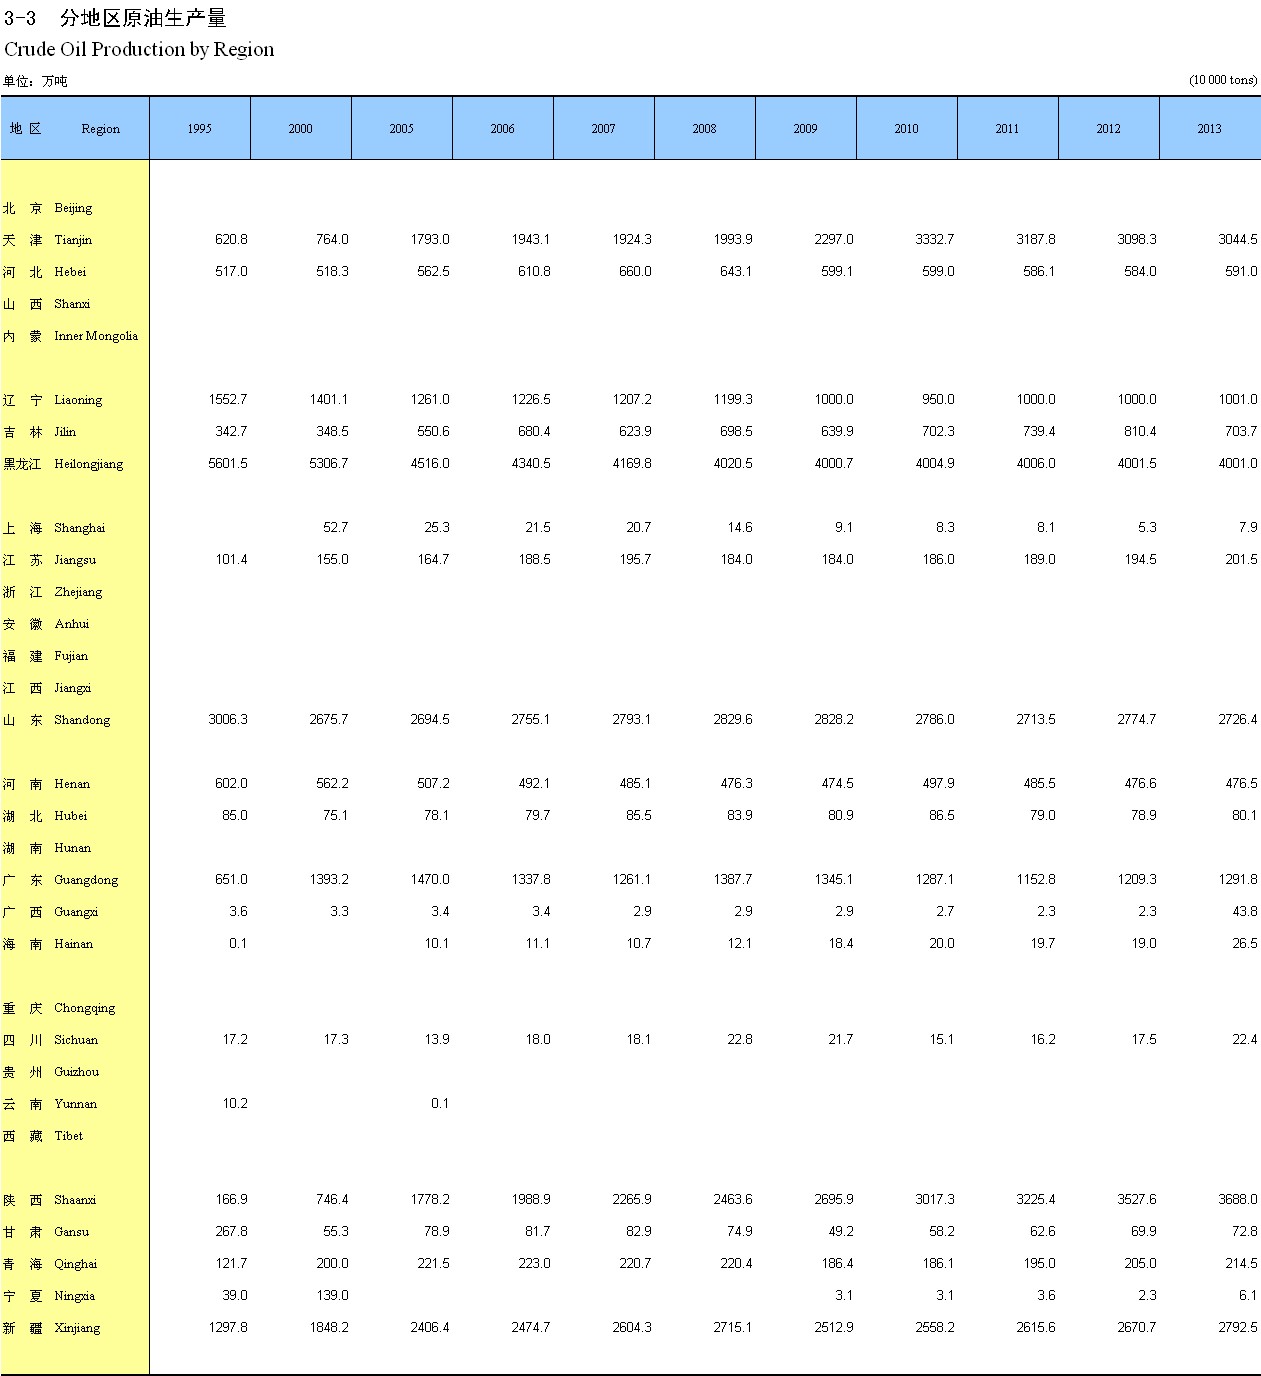 3-3 分地区原油生产量
Crude Oil Production by Region
单位：万吨 (10 000 tons)
地 区 Region 1995 2000 2005 2006 2007 2008 2009 2010 2011 2012 2013
北 京 Beijing
天 津 Tianjin 620.8 764.0 1793.0 1943.1 1924.3 1993.9 2297.0 3332.7 3187.8 3098.3 3044.5
河 北 Hebei 517.0 518.3 562.5 610.8 660.0 643.1 599.1 599.0 586.1 584.0 591.0
山 西 Shanxi
内 蒙 Inner Mongolia
辽 宁 Liaoning 1552.7 1401.1 1261.0 1226.5 1207.2 1199.3 1000.0 950.0 1000.0 1000.0 1001.0
吉 林 Jilin 342.7 348.5 550.6 680.4 623.9 698.5 639.9 702.3 739.4 810.4 703.7
黑龙江 Heilongjiang 5601.5 5306.7 4516.0 4340.5 4169.8 4020.5 4000.7 4004.9 4006.0 4001.5 4001.0
上 海 Shanghai 52.7 25.3 21.5 20.7 14.6 9.1 8.3 8.1 5.3 7.9
江 苏 Jiangsu 101.4 155.0 164.7 188.5 195.7 184.0 184.0 186.0 189.0 194.5 201.5
浙 江 Zhejiang
安 徽 Anhui
福 建 Fujian
江 西 Jiangxi
山 东 Shandong 3006.3 2675.7 2694.5 2755.1 2793.1 2829.6 2828.2 2786.0 2713.5 2774.7 2726.4
河 南 Henan 602.0 562.2 507.2 492.1 485.1 476.3 474.5 497.9 485.5 476.6 476.5
湖 北 Hubei 85.0 75.1 78.1 79.7 85.5 83.9 80.9 86.5 79.0 78.9 80.1
湖 南 Hunan
广 东 Guangdong 651.0 1393.2 1470.0 1337.8 1261.1 1387.7 1345.1 1287.1 1152.8 1209.3 1291.8
广 西 Guangxi 3.6 3.3 3.4 3.4 2.9 2.9 2.9 2.7 2.3 2.3 43.8
海 南 Hainan 0.1 10.1 11.1 10.7 12.1 18.4 20.0 19.7 19.0 26.5
重 庆 Chongqing
四 川 Sichuan 17.2 17.3 13.9 18.0 18.1 22.8 21.7 15.1 16.2 17.5 22.4
贵 州 Guizhou
云 南 Yunnan 10.2 0.1
西 藏 Tibet
陕 西 Shaanxi 166.9 746.4 1778.2 1988.9 2265.9 2463.6 2695.9 3017.3 3225.4 3527.6 3688.0
甘 肃 Gansu 267.8 55.3 78.9 81.7 82.9 74.9 49.2 58.2 62.6 69.9 72.8
青 海 Qinghai 121.7 200.0 221.5 223.0 220.7 220.4 186.4 186.1 195.0 205.0 214.5
宁 夏 Ningxia 39.0 139.0 3.1 3.1 3.6 2.3 6.1
新 疆 Xinjiang 1297.8 1848.2 2406.4 2474.7 2604.3 2715.1 2512.9 2558.2 2615.6 2670.7 2792.5